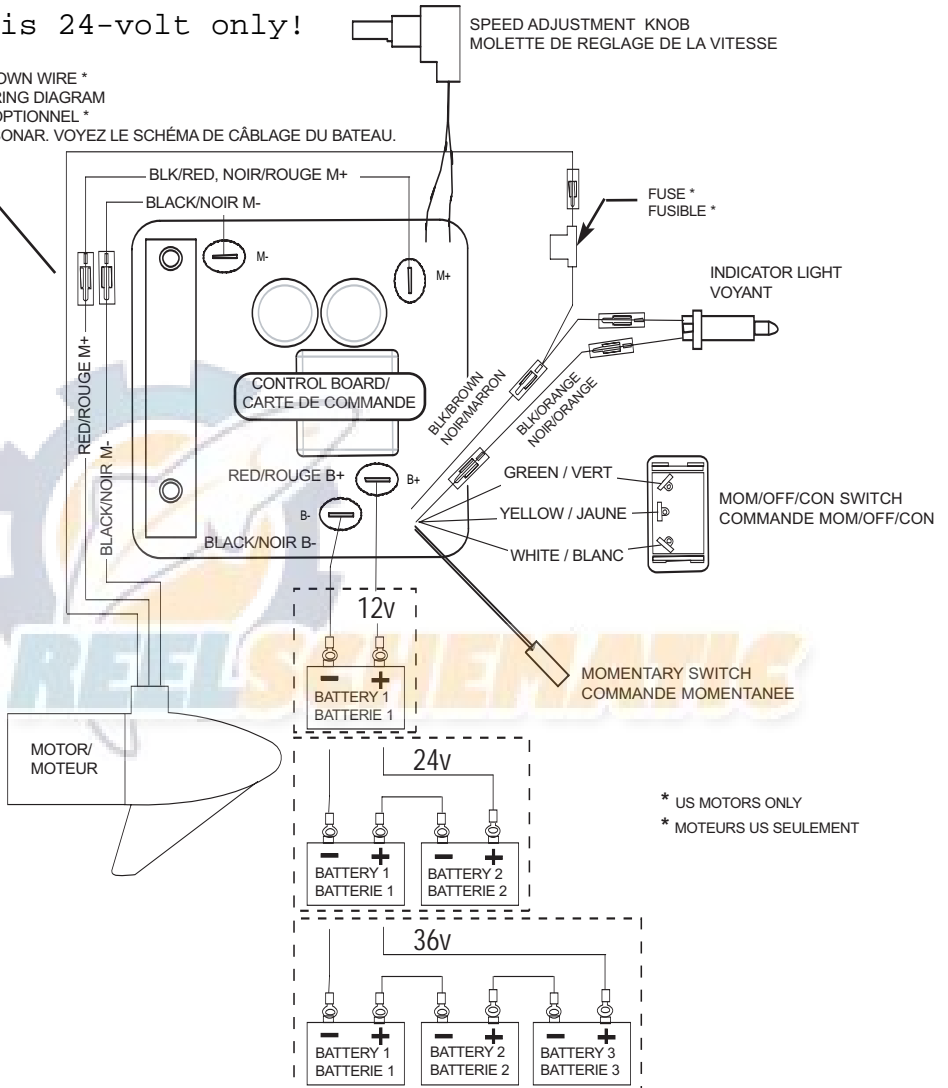 is 24-volt only!
SPEED ADJUSTMENT KNOB
MOLETTE DE REGLAGE DE LA VITESSE
OWN WIRE *
RING DIAGRAM
OPTIONNEL *
SONAR. VOYEZ LE SCHÉMA DE CÂBLAGE DU BATEAU.
BLK/RED, NOIR/ROUGE M+
BLACK/NOIR M-
FUSE *
FUSIBLE *
M-
M+
INDICATOR LIGHT
VOYANT
RED/ROUGE M+
BLACK/NOIR M-
CONTROL BOARD/
CARTE DE COMMANDE
BLK/BROWN
NOIR/MARRON
BLK/ORANGE
NOIR/ORANGE
RED/ROUGE B+
B+
B-
BLACK/NOIR B-
GREEN / VERT
YELLOW / JAUNE
WHITE / BLANC
MOM/OFF/CON SWITCH
COMMANDE MOM/OFF/CON
12v
BATTERY 1
BATTERIE 1
REELSCHEMATIC
MOMENTARY SWITCH
COMMANDE MOMENTANEE
MOTOR/
MOTEUR
24v
BATTERY 1
BATTERIE 1
BATTERY 2
BATTERIE 2
* US MOTORS ONLY
* MOTEURS US SEULEMENT
36v
BATTERY 1
BATTERIE 1
BATTERY 2
BATTERIE 2
BATTERY 3
BATTERIE 3